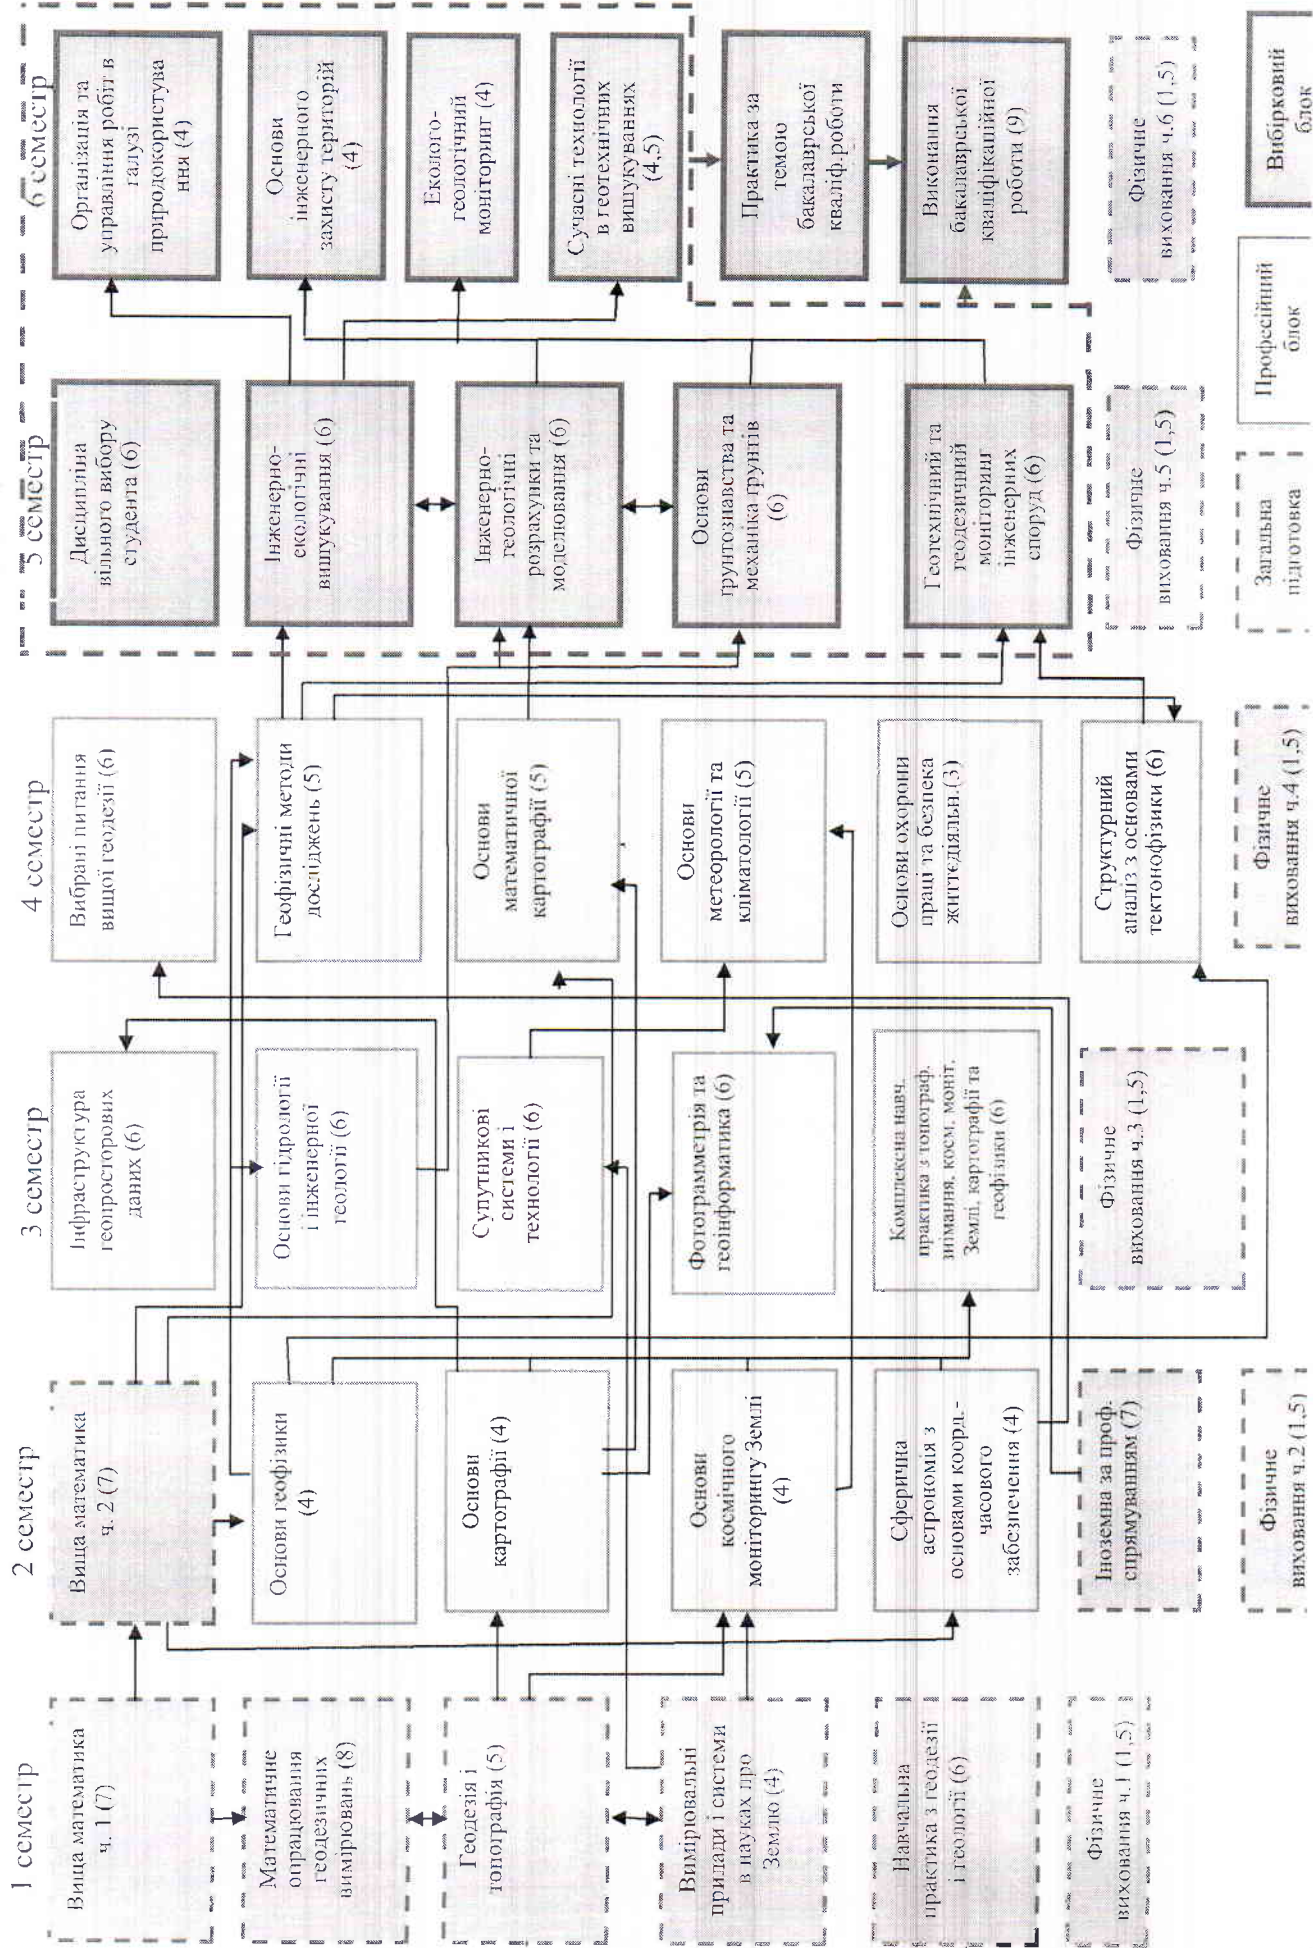 1 семестр
Вища математика
ч. 1 (7)
Математичне
опрацювання
геодезичних
вимірювань (8)
Геодезія і
топографія (5)
Вимірювальні
прилади і системи
в науках про
Землю (4)
Навчальна
практика з геодезії
і геології (6)
Фізичне
виховання ч.1 (1,5)
2 семестр
Вища математика
ч. 2 (7)
Основи геофізики
(4)
Основи
картографії (4)
Основи
космічного
моніторингу Землі
(4)
Сферична
астрономія з
основами коорд.-
часового
забезпечення (4)
Іноземна за проф.
спрямуванням (7)
Фізичне
виховання ч.2 (1,5)
3 семестр
Інфраструктура
геопросторових
даних (6)
Основи гідрології
і інженерної
геології (6)
Супутникові
системи і
технології (6)
Фотограмметрія та
геоінформатика (6)
Комплексна навч.
практика з топограф.
знімання, косм, моніт.
Землі, картографії та
геофізики (6)
Фізичне
виховання ч.3 (1,5)
4 семестр
Вибрані питання
вищої геодезії (6)
Геофізичні методи
досліджень (5)
Основи
математичної
картографії (5)
Основи
метеорології та
кліматології (5)
Основи охорони
праці та безпека
життєдіяльн.(3)
Структурний
аналіз з основами
тектонофізики (6)
Фізичне
виховання ч.4 (1,5)
5 семестр
Дисципліна
вільного вибору
студента (6)
Інженерно-
екологічні
вишукування (6)
Інженерно-
геологічні
розрахунки та
моделювання (6)
Основи
ґрунтознавства та
механіка ґрунтів
(6)
Геотехнічний та
геодезичний
моніторинг
інженерних
споруд (6)
Фізичне
виховання ч.5 (1,5)
6 семестр
Організація та
управління робіт в
галузі
природокористува
ння (4)
Основи
інженерного
захисту територій
(4)
Еколого-
геологічний
моніторинг (4)
Сучасні технології
в геотехнічних
вишукуваннях
(4,5)
Практика за
темою
бакалаврської
кваліф.роботи
Виконання
бакалаврської
кваліфікаційної
роботи (9)
Фізичне
виховання ч.6 (1,5)
Загальна
підготовка
Професійний
блок
Вибірковий
блок